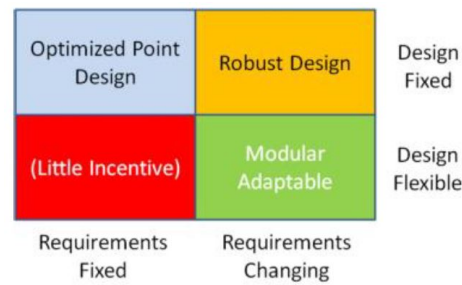 Optimized Point
Design
Robust Design
Design
Fixed
(Little Incentive)
Modular
Adaptable
Design
Flexible
Requirements
Fixed
Requirements
Changing